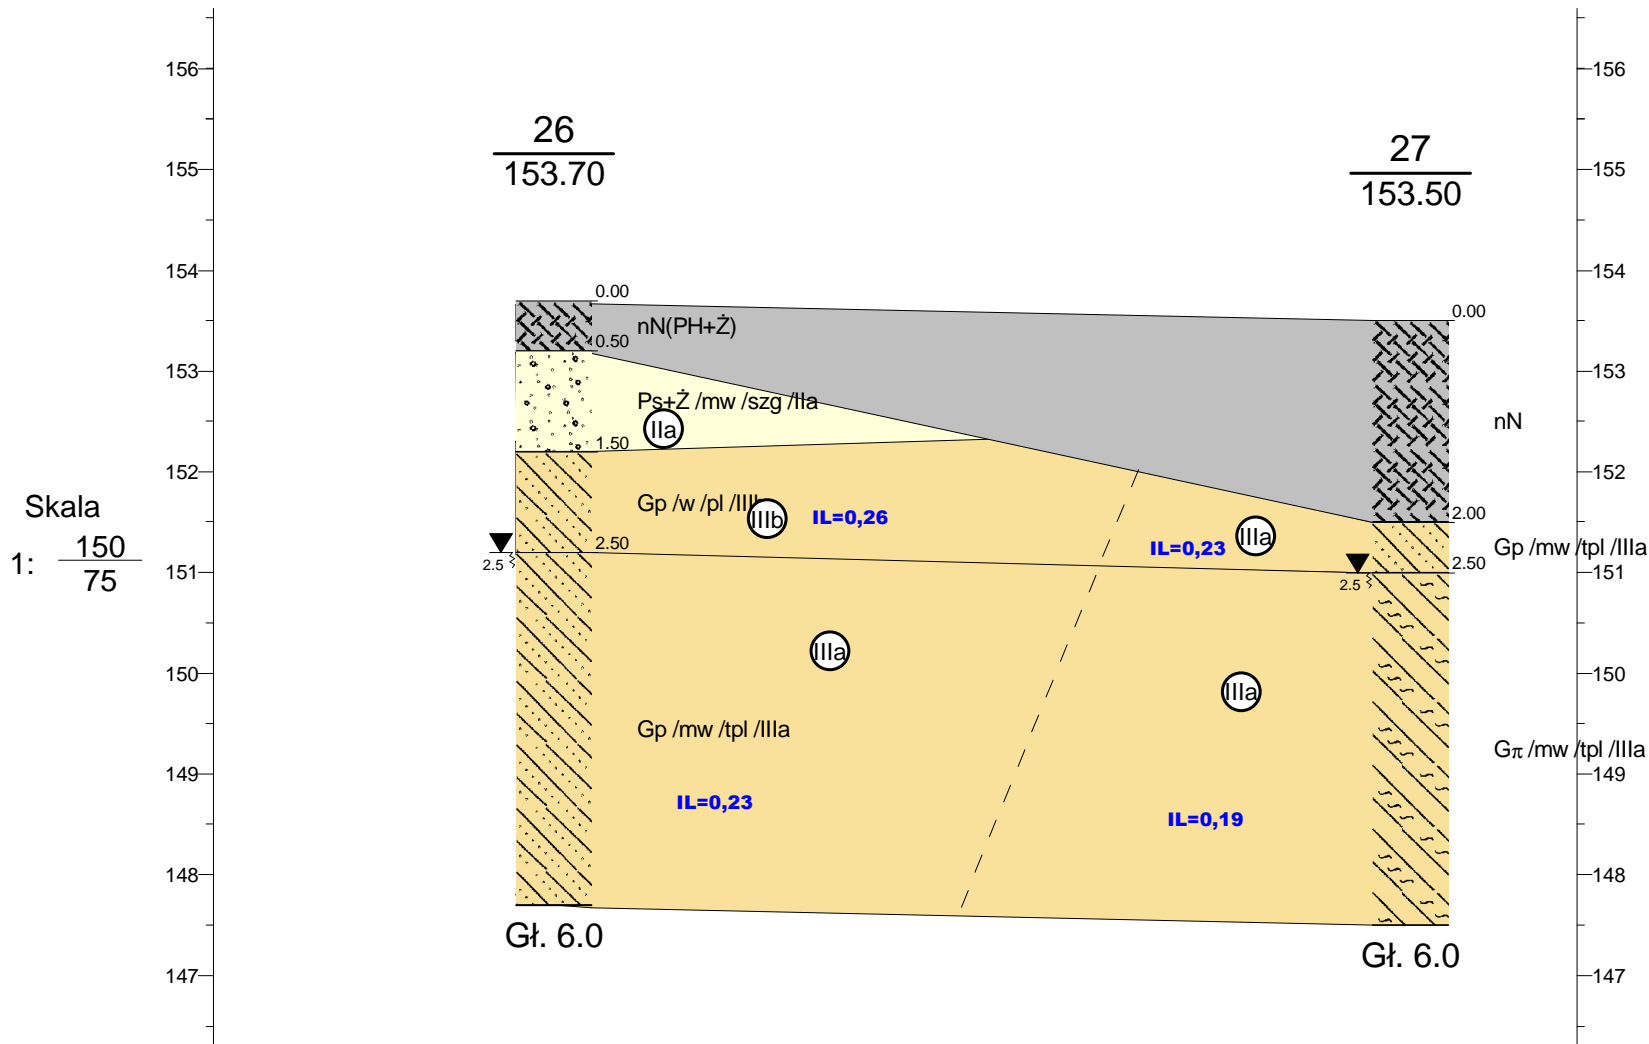 156
156
26
153.70
27
153.50
155
155
154
154
0.00
0.00
nN(PH+Ż)
0.50
153
153
Ps+Ż /mw /szg /IIa
IIa
nN
1.50
152
152
Skala
1: 150
75
Gp /w /pl /IIIb
IIIb
IL=0,26
IIIa
IL=0,23
2.00
Gp /mw /tpl /IIIa
2.50
2.5
2.50
2.5
151
151
IIIa
IIIa
150
150
Gp /mw /tpl /IIIa
Gπ /mw /tpl /IIIa
149
149
IL=0,23
IL=0,19
148
148
Gł. 6.0
Gł. 6.0
147
147